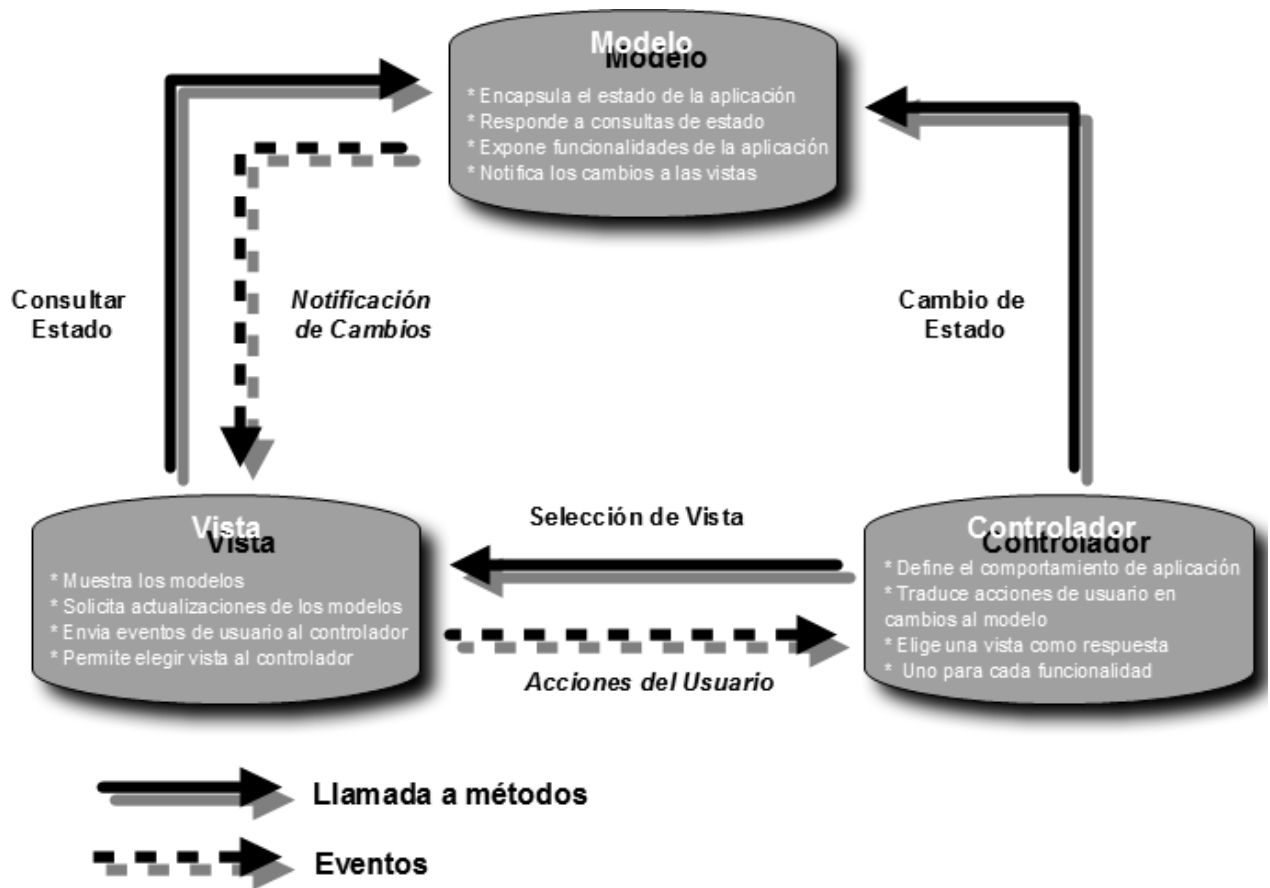 Modelo
Modelo
* Encapsula el estado de la aplicación
* Responde a consultas de estado
* Expone funcionalidades de la aplicación
* Notifica los cambios a las vistas
Consultar
Estado
Notificación
de Cambios
Cambio de
Estado
Vista
Vista
* Muestra los modelos
* Solicita actualizaciones de los modelos
* Envia eventos de usuario al controlador
* Permite elegir vista al controlador
Selección de Vista
Acciones del Usuario
Controlador
Controlador
* Define el comportamiento de aplicación
* Traduce acciones de usuario en
cambios al modelo
* Elige una vista como respuesta
* Uno para cada funcionalidad
Llamada a métodos
Eventos